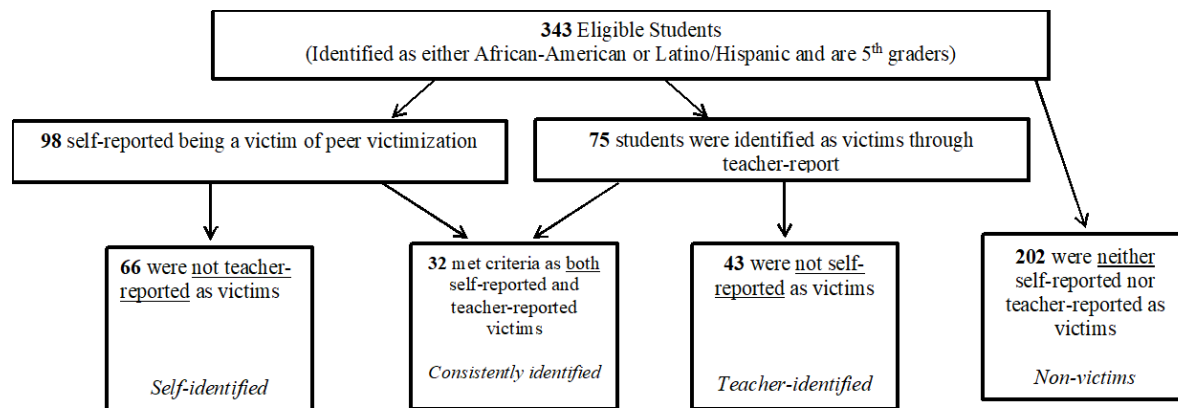 343 Eligible Students
(Identified as either African-American or Latino/Hispanic and are 5th graders)
98 self-reported being a victim of peer victimization
75 students were identified as victims through
teacher-report
66 were not teacher-
reported as victims
Self-identified
32 met criteria as both
self-reported and
teacher-reported
victims
Consistently identified
43 were not self-
reported as victims
Teacher-identified
202 were neither
self-reported nor
teacher-reported as
victims
Non-victims